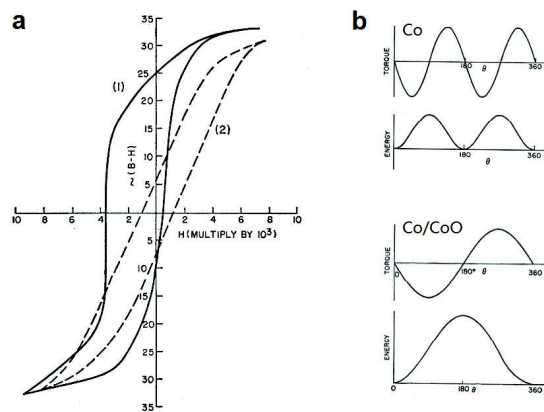 a
35
30
25
20
15
10
5
(1)
(2)
~ (B-H)
10 8 6 4 2 0 2 4 6 8 10
H (MULTIPLY BY 10³)
5
10
15
20
25
30
35
b
Co
TORQUE
180 θ 360
ENERGY
180 360
θ
Co/CoO
TORQUE
0 180° θ 360
ENERGY
0 180 θ 360